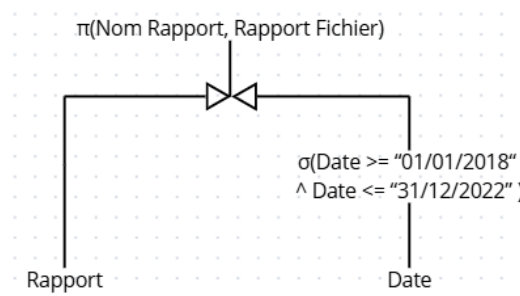 π(Nom Rapport, Rapport Fichier)
σ(Date >= “01/01/2018“
^ Date <= “31/12/2022” )
Rapport
Date